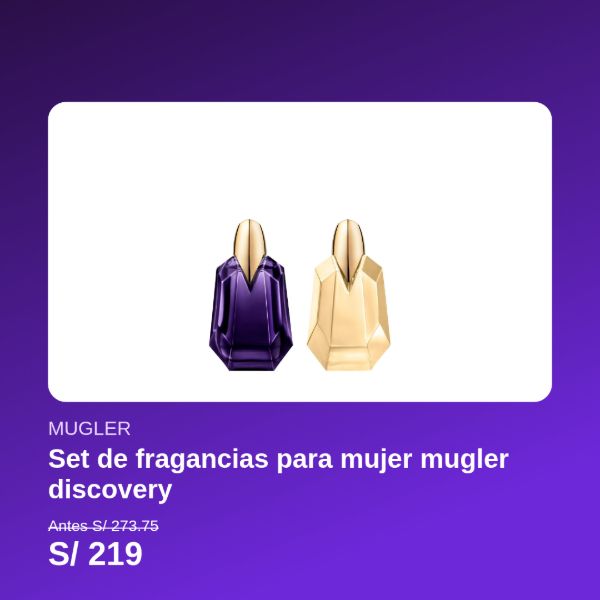 MUGLER
Set de fragancias para mujer mugler
discovery
Antes S/ 273.75
S/ 219